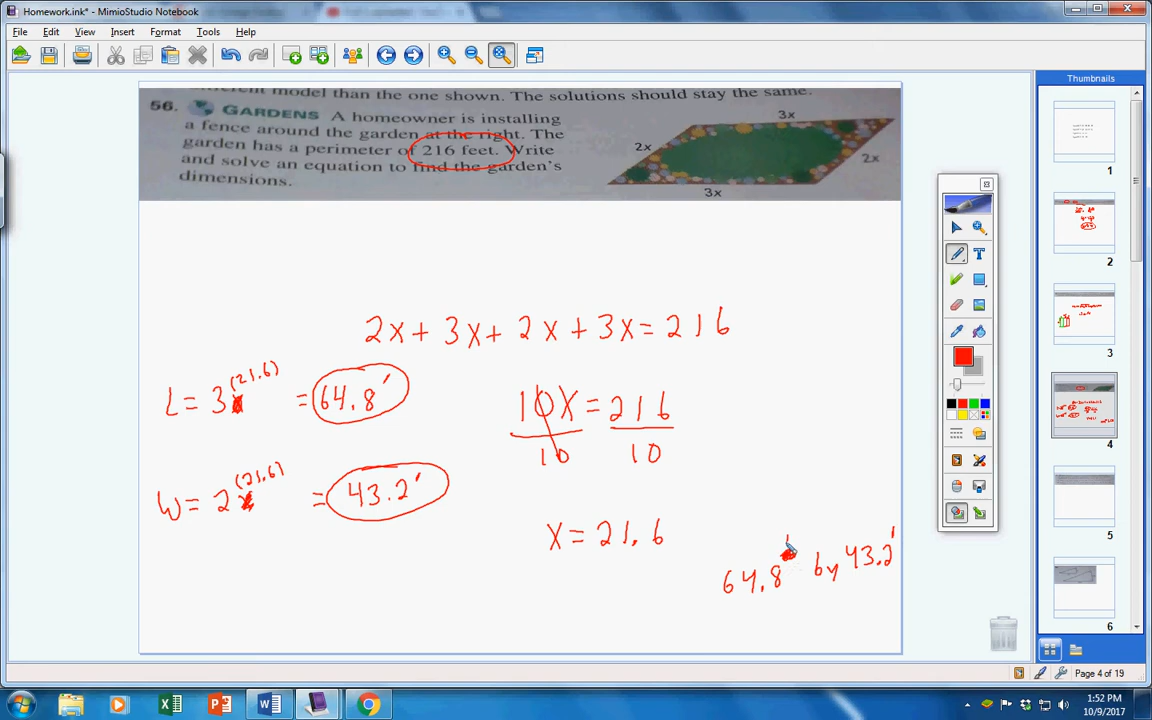 Homework.ink* - MimioStudio Notebook
File Edit View Insert Format Tools Help
Thumbnails
different model than the one shown. The solutions should stay the same.
56. GARDENS A homeowner is installing
a fence around the garden at the right. The
garden has a perimeter of 216 feet. Write
and solve an equation to find the garden's
dimensions.
3x
2x
2x
3x
2x + 3x + 2x + 3x = 216
L = 3 (21.6) = 64.8'
10x = 216
10 10
W = 2 (21.6) = 43.2'
x = 21.6
64.8' by 43.2'
T
1
2
3
4
5
6
Page 4 of 19
1:52 PM
10/9/2017